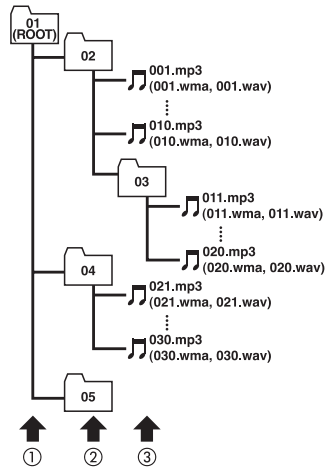 01
(ROOT)
02
001.mp3
(001.wma, 001.wav)
010.mp3
(010.wma, 010.wav)
03
011.mp3
(011.wma, 011.wav)
020.mp3
(020.wma, 020.wav)
04
021.mp3
(021.wma, 021.wav)
030.mp3
(030.wma, 030.wav)
05
① ② ③